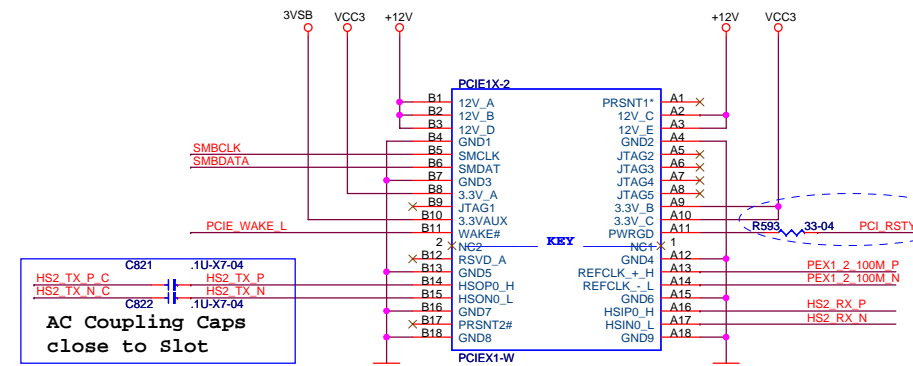 3VSB VCC3 +12V +12V VCC3
PCIE1X-2
B1 12V_A PRSNT1* A1
B2 12V_B 12V_C A2
B3 12V_D 12V_E A3
B4 GND1 GND2 A4
SMBCLK B5 SMCLK JTAG2 A5
SMBDATA B6 SMDAT JTAG3 A6
B7 GND3 JTAG4 A7
B8 3.3V_A JTAG5 A8
B9 JTAG1 3.3V_B A9
B10 3.3VAUX 3.3V_C A10
PCIE_WAKE_L B11 WAKE# PWRGD A11 R593 33-04 PCI_RSTY
2 NC2 KEY NC1 1
B12 RSVD_A GND4 A12
B13 GND5 REFCLK_+_H A13 PEX1_2_100M_P
C821 .1U-X7-04
HS2_TX_P_C HS2_TX_P B14 HSOP0_H REFCLK_-_L A14 PEX1_2_100M_N
HS2_TX_N_C HS2_TX_N B15 HSON0_L GND6 A15
C822 .1U-X7-04
B16 GND7 HSIP0_H A16 HS2_RX_P
B17 PRSNT2# HSIN0_L A17 HS2_RX_N
B18 GND8 GND9 A18
AC Coupling Caps
close to Slot
PCIEX1-W